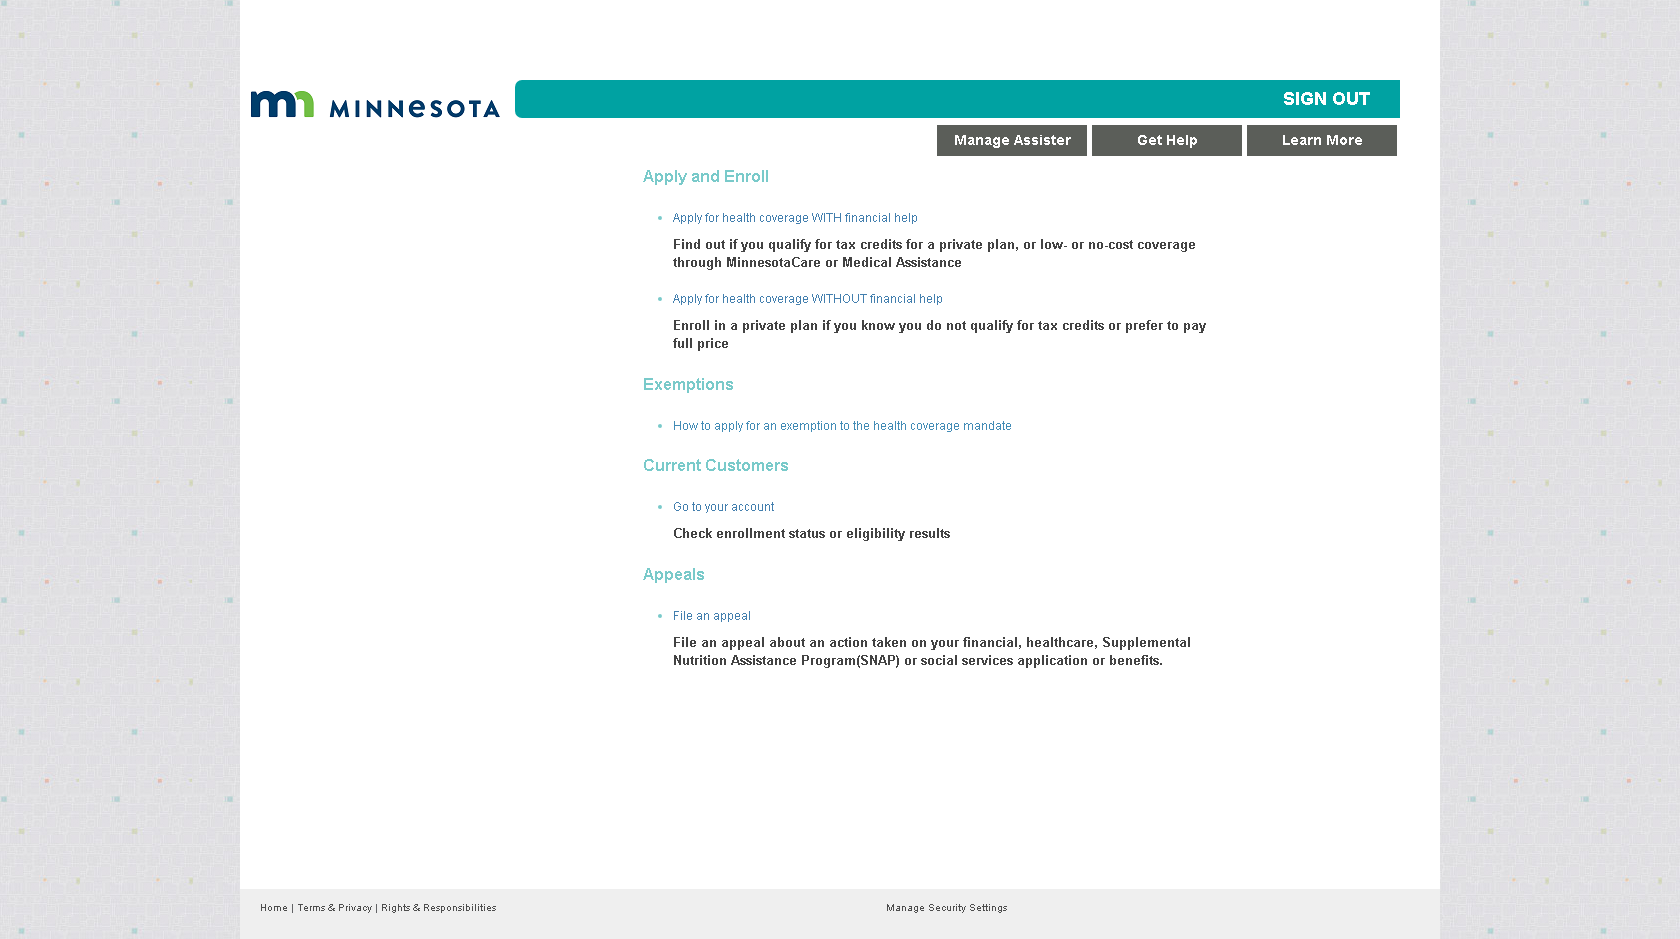 mn MINNESOTA
SIGN OUT
Manage Assister
Get Help
Learn More
Apply and Enroll
Apply for health coverage WITH financial help
Find out if you qualify for tax credits for a private plan, or low- or no-cost coverage
through MinnesotaCare or Medical Assistance
Apply for health coverage WITHOUT financial help
Enroll in a private plan if you know you do not qualify for tax credits or prefer to pay
full price
Exemptions
How to apply for an exemption to the health coverage mandate
Current Customers
Go to your account
Check enrollment status or eligibility results
Appeals
File an appeal
File an appeal about an action taken on your financial, healthcare, Supplemental
Nutrition Assistance Program(SNAP) or social services application or benefits.
Home | Terms & Privacy | Rights & Responsibilities
Manage Security Settings